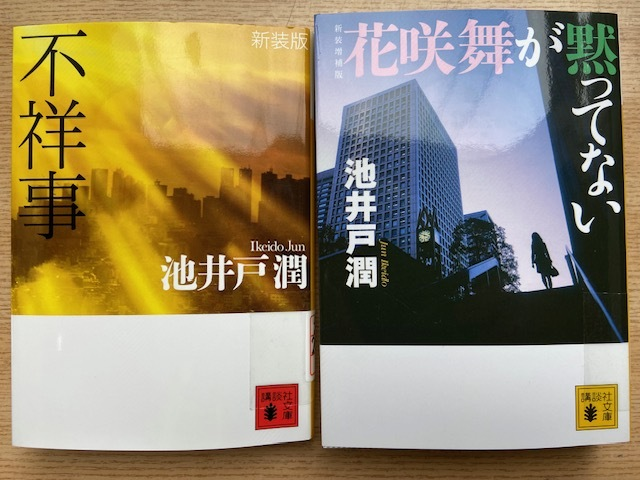 新装版
不祥事
Ikeido Jun
池井戸潤
講談社
文庫
新装増補版
花咲舞が
黙ってない
池井戸潤
Jun Ikeido
講談社
文庫